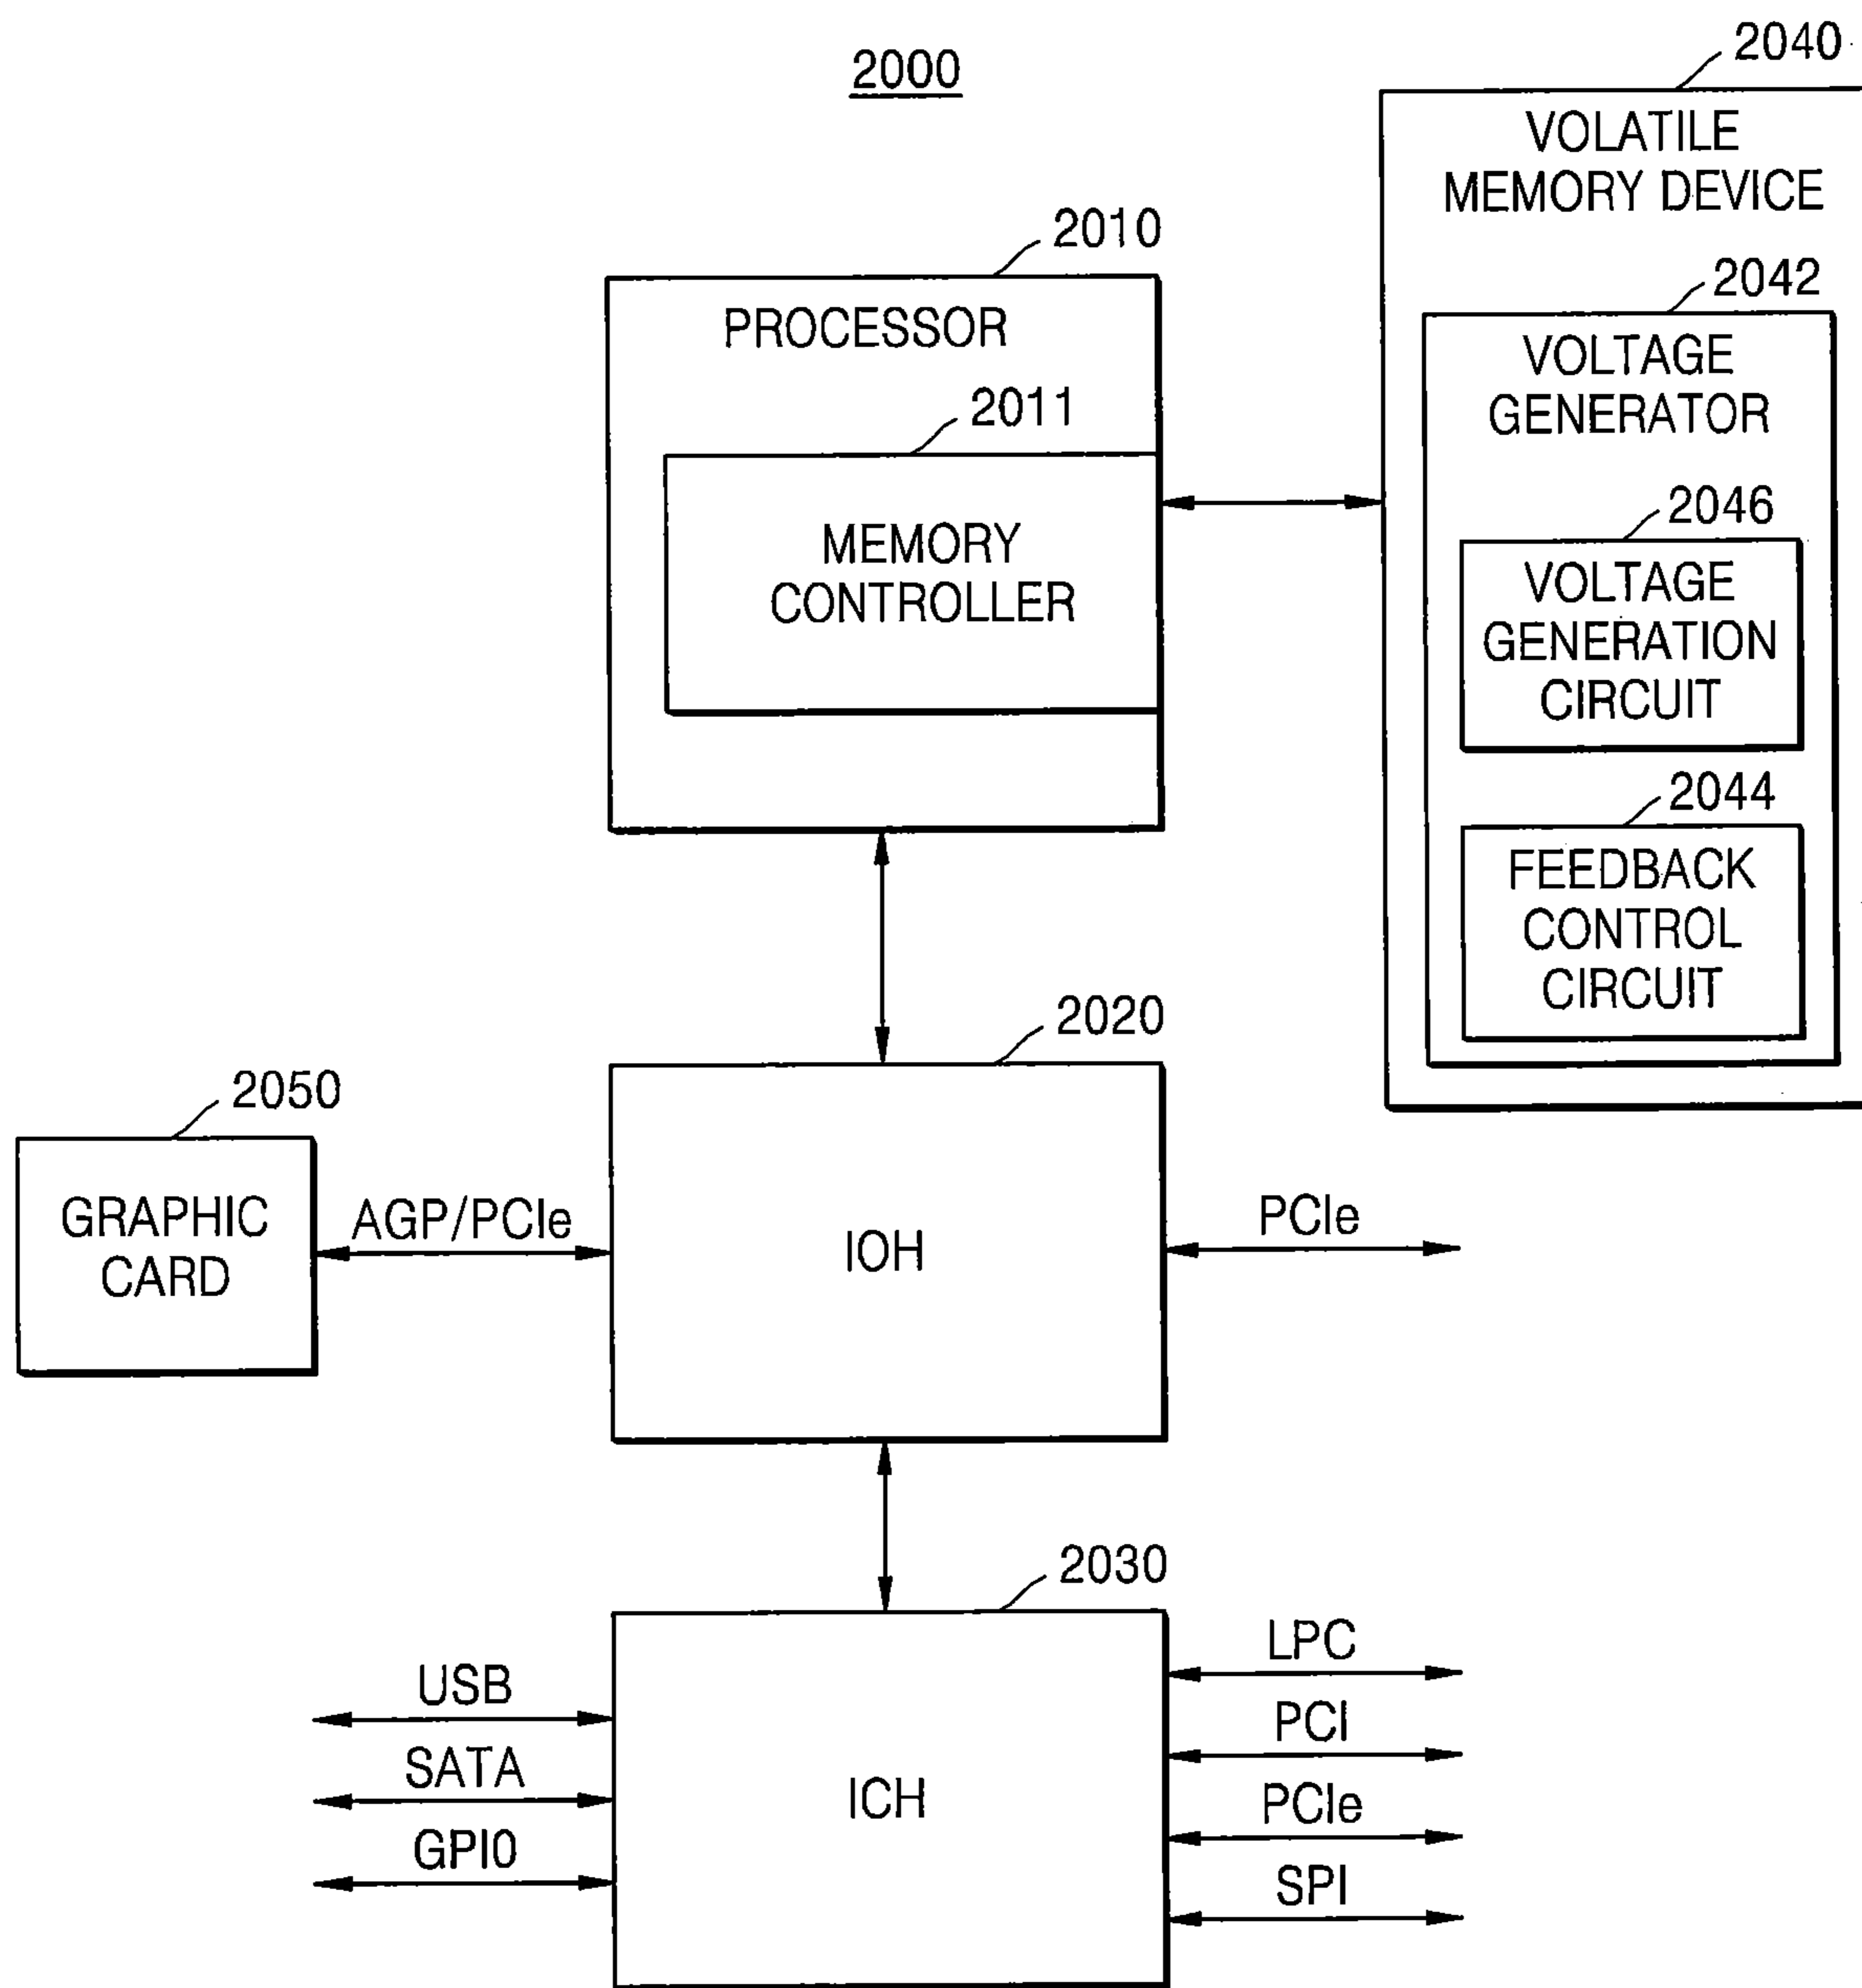 2000
2040
VOLATILE
MEMORY DEVICE
2010
PROCESSOR
2042
VOLTAGE
GENERATOR
2011
MEMORY
CONTROLLER
2046
VOLTAGE
GENERATION
CIRCUIT
2044
FEEDBACK
CONTROL
CIRCUIT
2020
IOH
2050
GRAPHIC
CARD
AGP/PCIe
PCIe
2030
ICH
USB
SATA
GPI0
LPC
PCI
PCIe
SPI